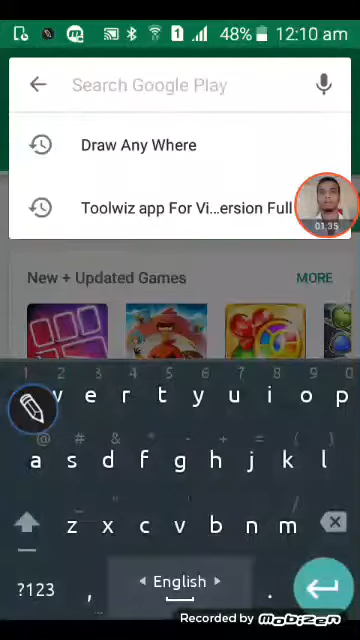 1 48% 12:10 am
Search Google Play
Draw Any Where
Toolwiz app For Vi...ersion Full
01:35
New + Updated Games MORE
1 2 3 4 5 6 7 8 9 0
e r t y u i o p
@ # & * - + = ( )
a s d f g h j k l
z x c v b n m
?123 , English .
Recorded by mobizen